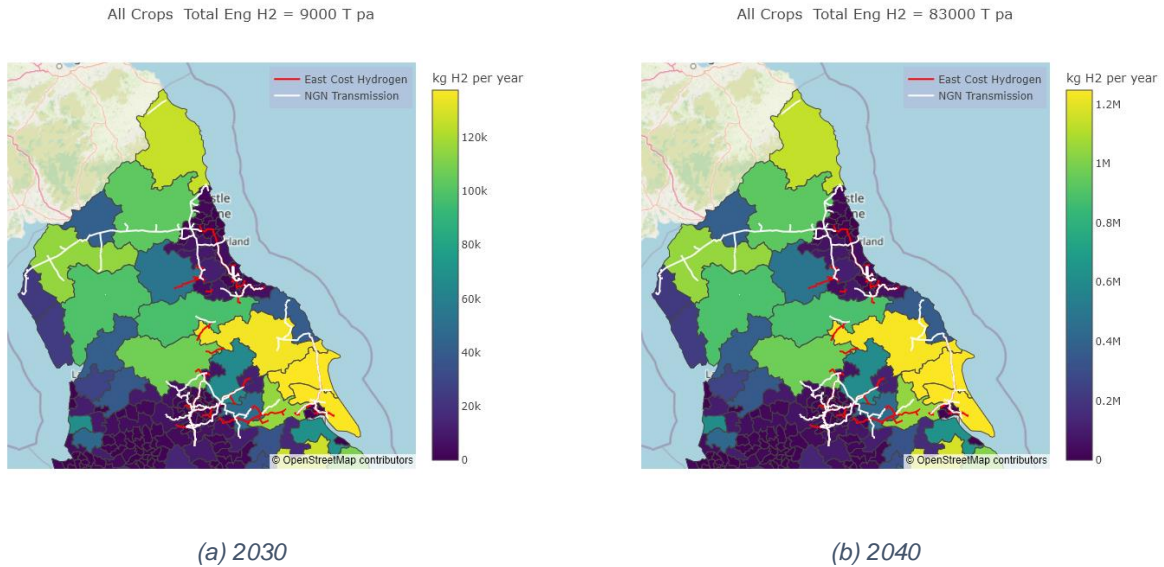 All Crops Total Eng H2 = 9000 T pa
East Cost Hydrogen
NGN Transmission
kg H2 per year
120k
100k
80k
60k
40k
20k
0
© OpenStreetMap contributors
(a) 2030
All Crops Total Eng H2 = 83000 T pa
East Cost Hydrogen
NGN Transmission
kg H2 per year
1.2M
1M
0.8M
0.6M
0.4M
0.2M
0
© OpenStreetMap contributors
(b) 2040